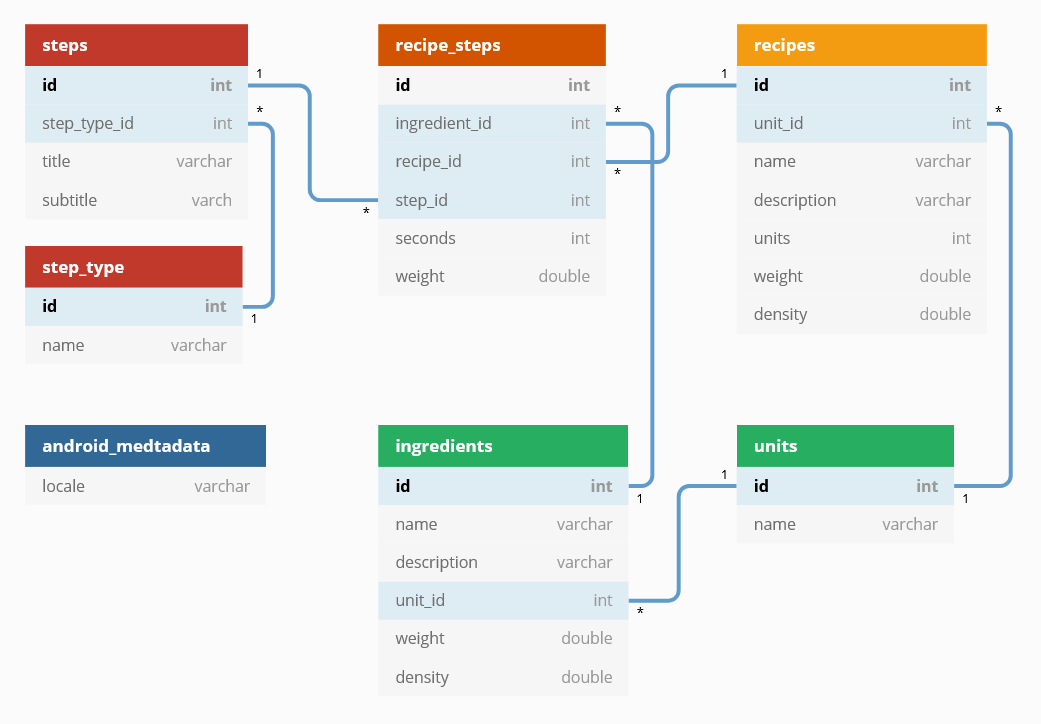 steps
id int
step_type_id int
title varchar
subtitle varch
1
*
step_type
id int
name varchar
1
android_medtadata
locale varchar
recipe_steps
id int
ingredient_id int
recipe_id int
step_id int
seconds int
weight double
*
*
*
ingredients
id int
name varchar
description varchar
unit_id int
weight double
density double
1
*
recipes
id int
unit_id int
name varchar
description varchar
units int
weight double
density double
1
*
units
id int
name varchar
1
1